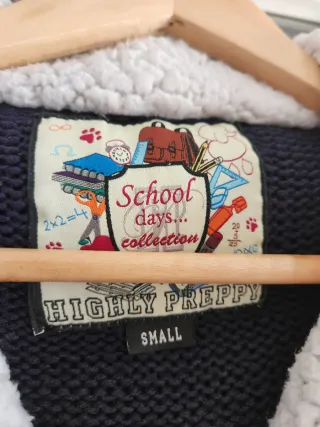 2x2=4
School
days...
collection
HIGHLY PREPPY
SMALL